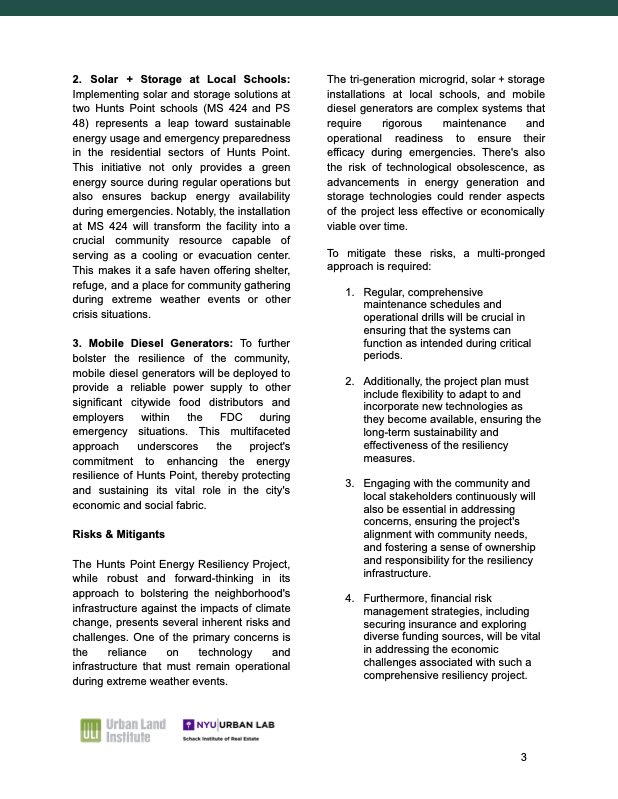 2. Solar + Storage at Local Schools:
Implementing solar and storage solutions at
two Hunts Point schools (MS 424 and PS
48) represents a leap toward sustainable
energy usage and emergency preparedness
in the residential sectors of Hunts Point.
This initiative not only provides a green
energy source during regular operations but
also ensures backup energy availability
during emergencies. Notably, the installation
at MS 424 will transform the facility into a
crucial community resource capable of
serving as a cooling or evacuation center.
This makes it a safe haven offering shelter,
refuge, and a place for community gathering
during extreme weather events or other
crisis situations.
3. Mobile Diesel Generators: To further
bolster the resilience of the community,
mobile diesel generators will be deployed to
provide a reliable power supply to other
significant citywide food distributors and
employers within the FDC during
emergency situations. This multifaceted
approach underscores the project's
commitment to enhancing the energy
resilience of Hunts Point, thereby protecting
and sustaining its vital role in the city's
economic and social fabric.
Risks & Mitigants
The Hunts Point Energy Resiliency Project,
while robust and forward-thinking in its
approach to bolstering the neighborhood's
infrastructure against the impacts of climate
change, presents several inherent risks and
challenges. One of the primary concerns is
the reliance on technology and
infrastructure that must remain operational
during extreme weather events.
The tri-generation microgrid, solar + storage
installations at local schools, and mobile
diesel generators are complex systems that
require rigorous maintenance and
operational readiness to ensure their
efficacy during emergencies. There's also
the risk of technological obsolescence, as
advancements in energy generation and
storage technologies could render aspects
of the project less effective or economically
viable over time.
To mitigate these risks, a multi-pronged
approach is required:
1. Regular, comprehensive
maintenance schedules and
operational drills will be crucial in
ensuring that the systems can
function as intended during critical
periods.
2. Additionally, the project plan must
include flexibility to adapt to and
incorporate new technologies as
they become available, ensuring the
long-term sustainability and
effectiveness of the resiliency
measures.
3. Engaging with the community and
local stakeholders continuously will
also be essential in addressing
concerns, ensuring the project's
alignment with community needs,
and fostering a sense of ownership
and responsibility for the resiliency
infrastructure.
4. Furthermore, financial risk
management strategies, including
securing insurance and exploring
diverse funding sources, will be vital
in addressing the economic
challenges associated with such a
comprehensive resiliency project.
ULI Urban Land
Institute
NYU URBAN LAB
Schack Institute of Real Estate
3